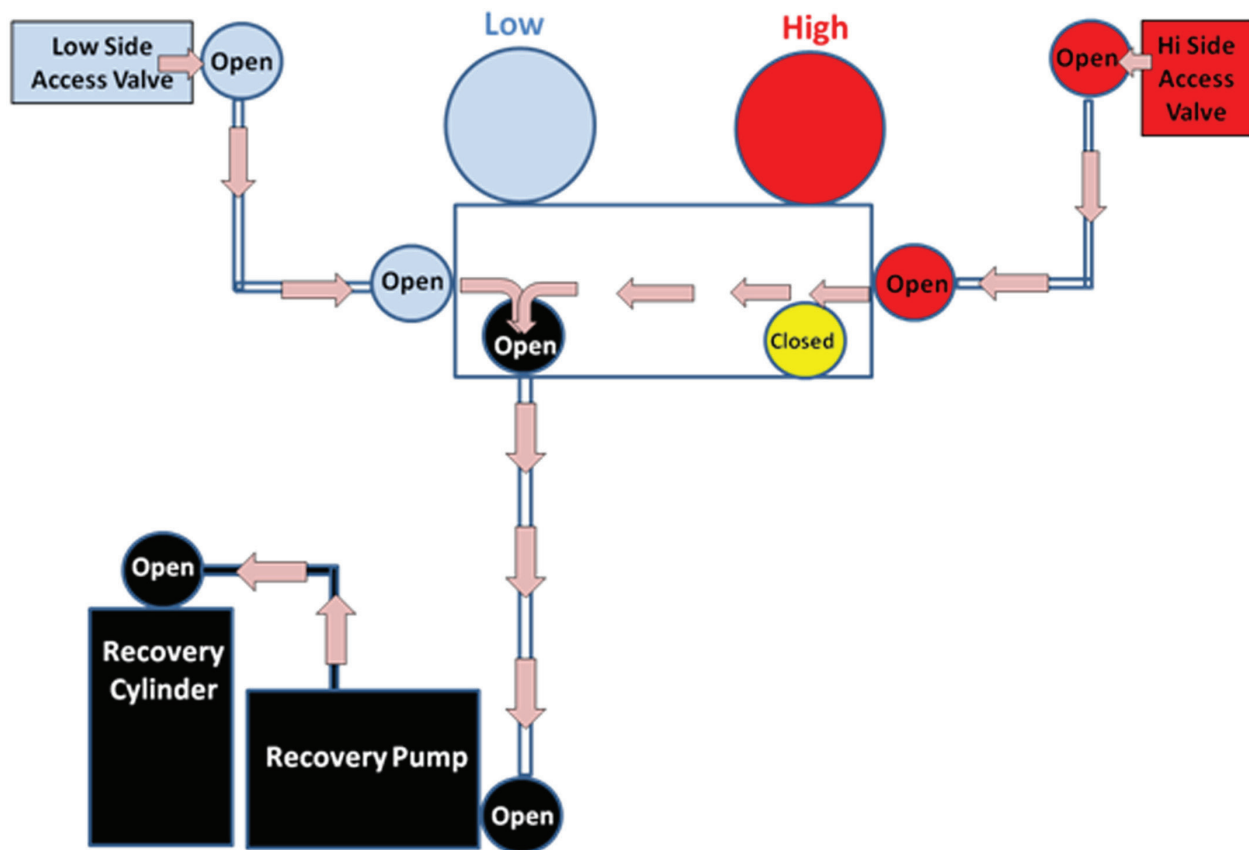 Low
High
Low Side
Access Valve
Open
Open
Hi Side
Access
Valve
Open
Open
Open
Closed
Open
Recovery
Cylinder
Recovery Pump
Open